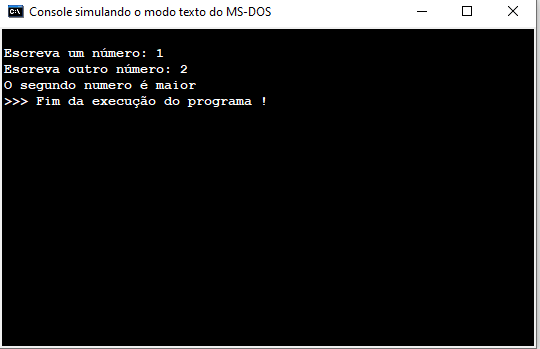 C:\ Console simulando o modo texto do MS-DOS
Escreva um número: 1
Escreva outro número: 2
O segundo numero é maior
>>> Fim da execução do programa !